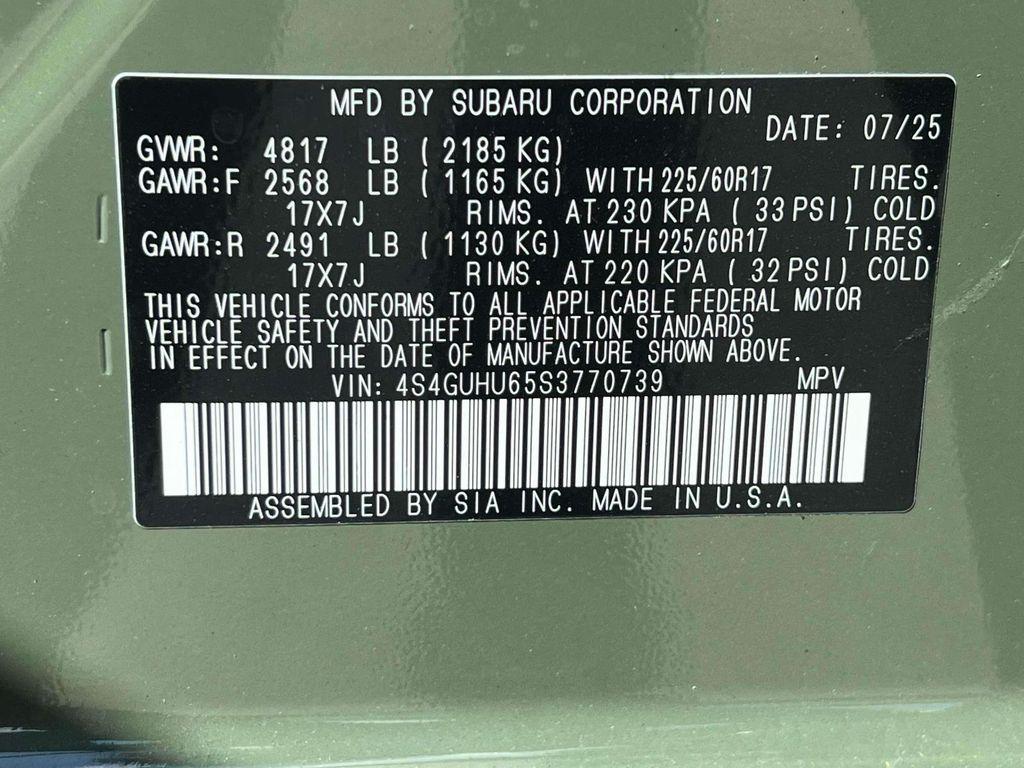 MFD BY SUBARU CORPORATION
DATE: 07/25
GVWR: 4817 LB ( 2185 KG)
GAWR:F 2568 LB ( 1165 KG) WITH 225/60R17 TIRES.
17X7J RIMS. AT 230 KPA ( 33 PSI) COLD
GAWR:R 2491 LB ( 1130 KG) WITH 225/60R17 TIRES.
17X7J RIMS. AT 220 KPA ( 32 PSI) COLD
THIS VEHICLE CONFORMS TO ALL APPLICABLE FEDERAL MOTOR
VEHICLE SAFETY AND THEFT PREVENTION STANDARDS
IN EFFECT ON THE DATE OF MANUFACTURE SHOWN ABOVE.
VIN: 4S4GUHU65S3770739 MPV
ASSEMBLED BY SIA INC. MADE IN U.S.A.